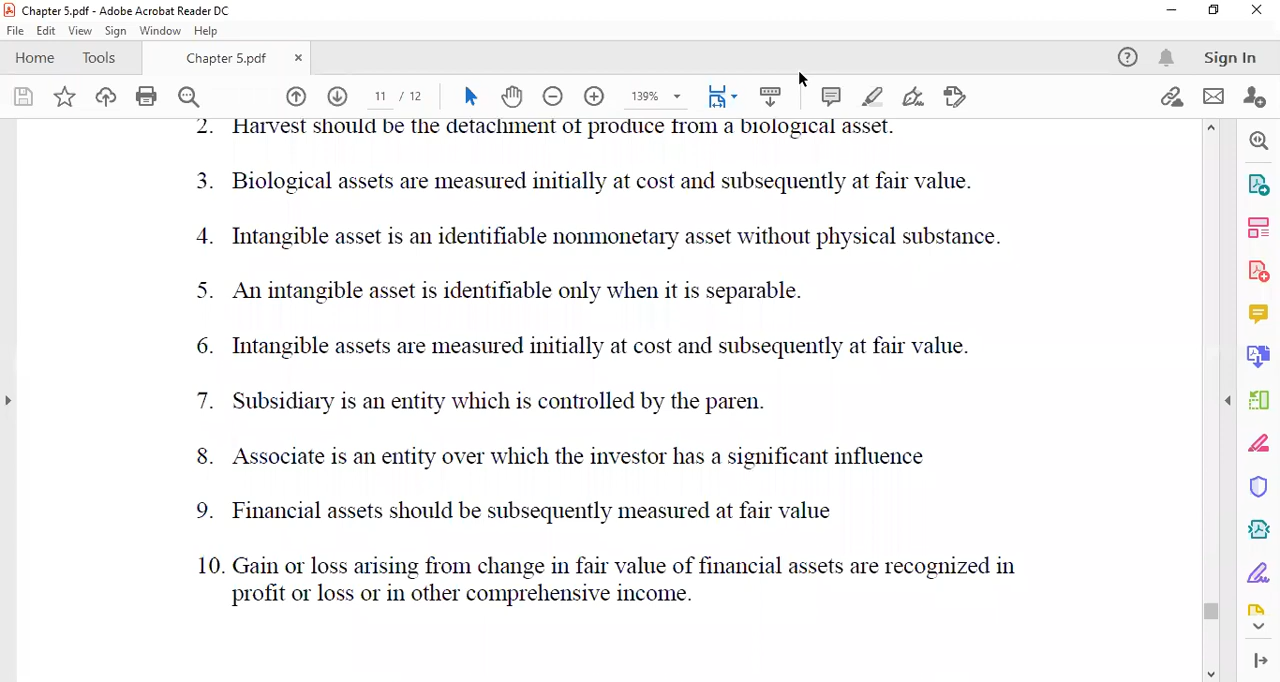 Chapter 5.pdf - Adobe Acrobat Reader DC
File Edit View Sign Window Help
Home Tools Chapter 5.pdf × Sign In
11 / 12 139%
2. Harvest should be the detachment of produce from a biological asset.
3. Biological assets are measured initially at cost and subsequently at fair value.
4. Intangible asset is an identifiable nonmonetary asset without physical substance.
5. An intangible asset is identifiable only when it is separable.
6. Intangible assets are measured initially at cost and subsequently at fair value.
7. Subsidiary is an entity which is controlled by the paren.
8. Associate is an entity over which the investor has a significant influence
9. Financial assets should be subsequently measured at fair value
10. Gain or loss arising from change in fair value of financial assets are recognized in
profit or loss or in other comprehensive income.